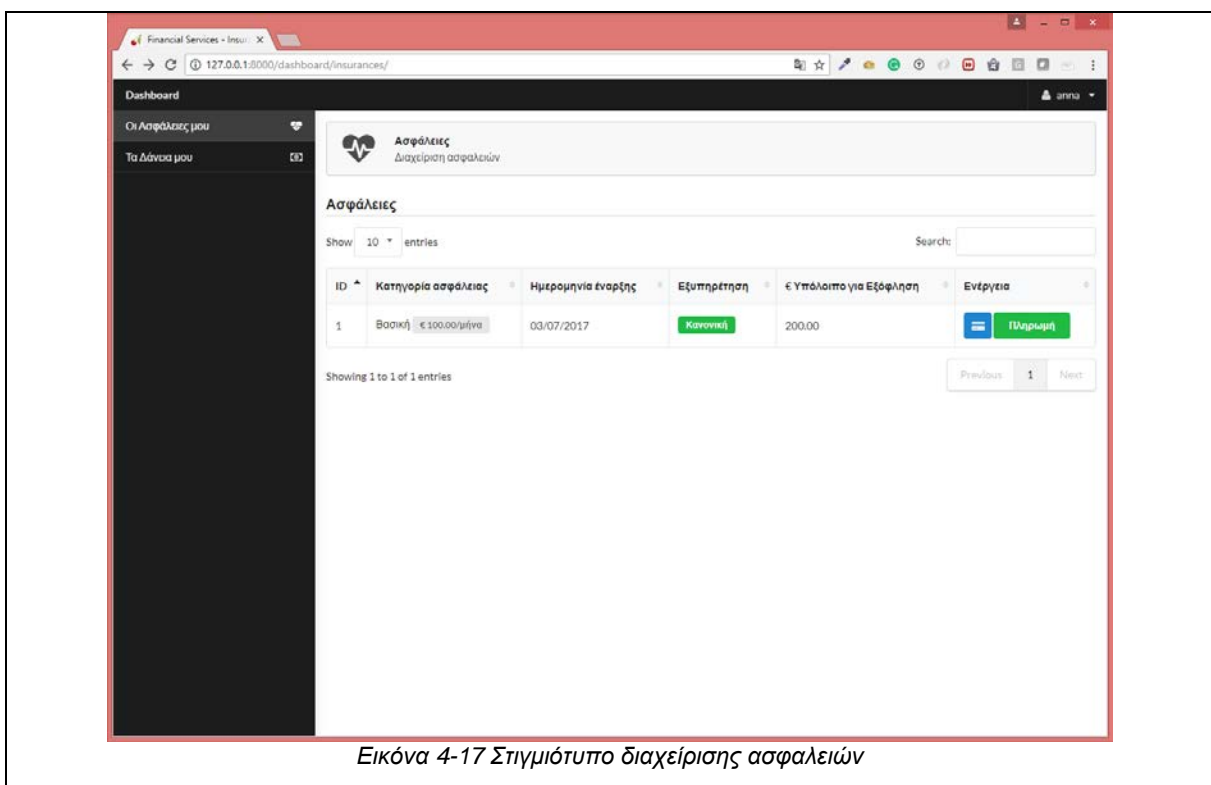 Financial Services - Insu
127.0.0.1:8000/dashboard/insurances/
Dashboard
anna
Οι Ασφάλειες μου
Τα Δάνεια μου
Ασφάλειες
Διαχείριση ασφαλειών
Ασφάλειες
Show 10 entries
Search:
ID Κατηγορία ασφάλειας Ημερομηνία έναρξης Εξυπηρέτηση € Υπόλοιπο για Εξόφληση Ενέργεια
1 Βασική € 100.00/μήνα 03/07/2017 Κανονική 200.00 Πληρωμή
Showing 1 to 1 of 1 entries
Previous 1 Next
Εικόνα 4-17 Στιγμιότυπο διαχείρισης ασφαλειών